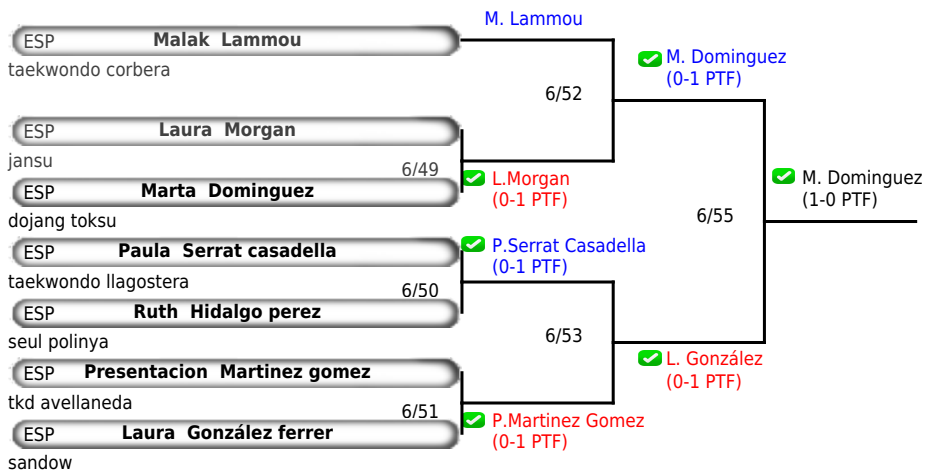 M. Lammou
ESP Malak Lammou
taekwondo corbera
M. Dominguez
(0-1 PTF)
6/52
ESP Laura Morgan
jansu
6/49
L.Morgan
(0-1 PTF)
ESP Marta Dominguez
dojang toksu
M. Dominguez
(1-0 PTF)
6/55
ESP Paula Serrat casadella
P.Serrat Casadella
(0-1 PTF)
taekwondo llagostera
6/50
ESP Ruth Hidalgo perez
seul polinya
6/53
L. González
(0-1 PTF)
ESP Presentacion Martinez gomez
tkd avellaneda
6/51
P.Martinez Gomez
(0-1 PTF)
ESP Laura González ferrer
sandow